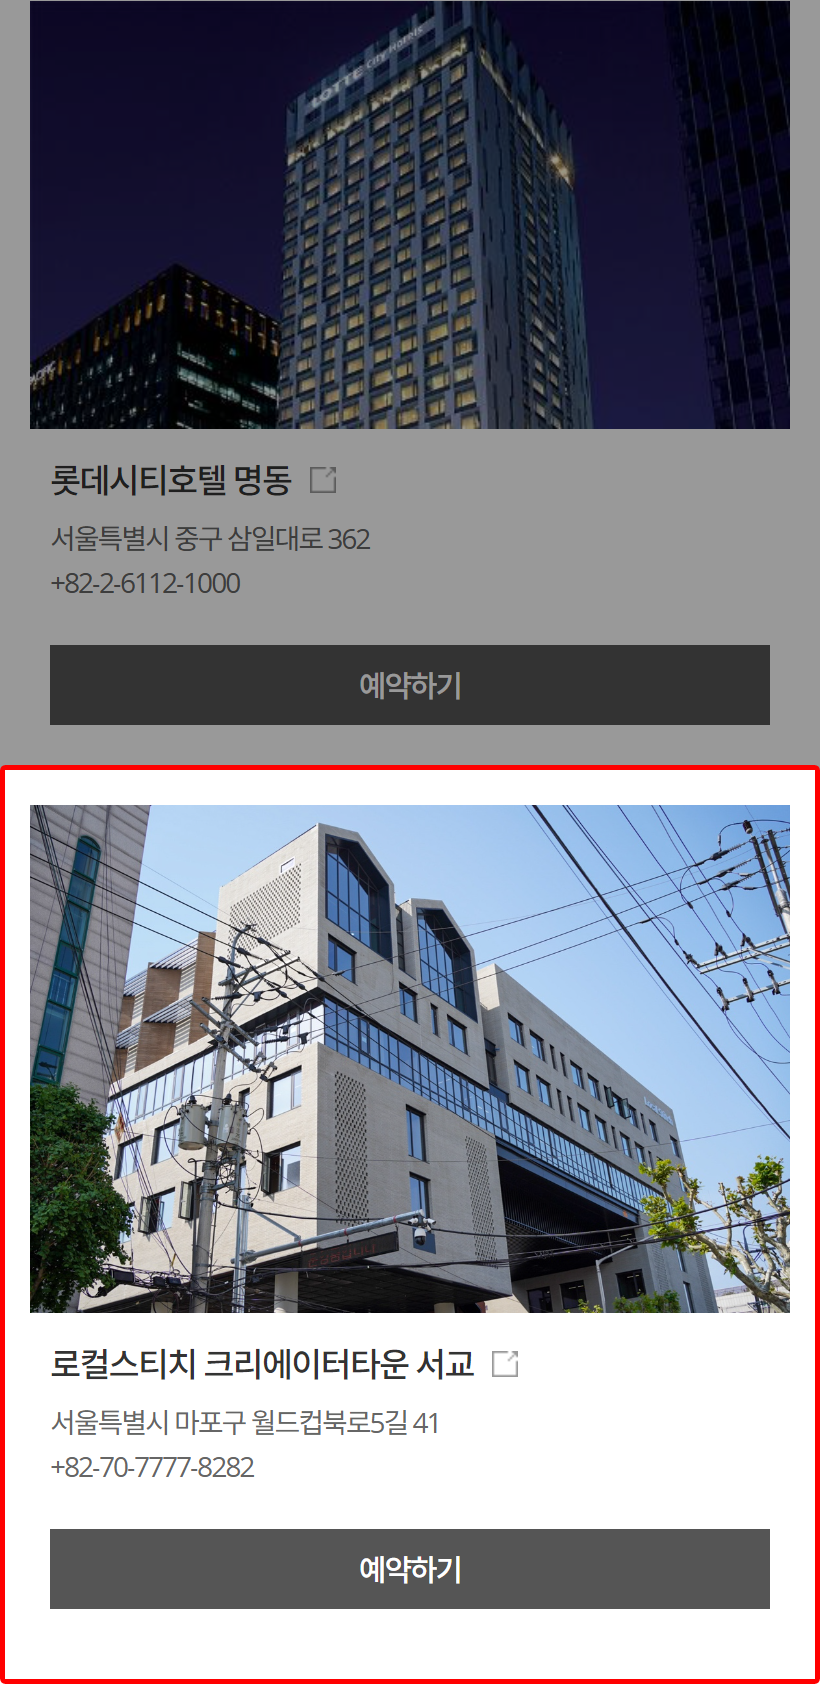 LOTTE City Hotels
롯데시티호텔 명동
서울특별시 중구 삼일대로 362
+82-2-6112-1000
예약하기
로컬스티치 크리에이터타운 서교
서울특별시 마포구 월드컵북로5길 41
+82-70-7777-8282
예약하기